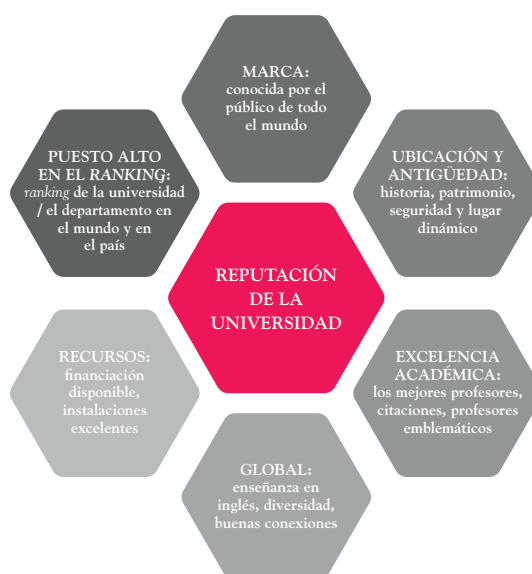 MARCA:
conocida por el
público de todo
el mundo
PUESTO ALTO
EN EL RANKING:
ranking de la universidad
/ el departamento en
el mundo y en
el país
UBICACIÓN Y
ANTIGÜEDAD:
historia, patrimonio,
seguridad y lugar
dinámico
REPUTACIÓN
DE LA
UNIVERSIDAD
RECURSOS:
financiación
disponible,
instalaciones
excelentes
EXCELENCIA
ACADÉMICA:
los mejores profesores,
citaciones, profesores
emblemáticos
GLOBAL:
enseñanza en
inglés, diversidad,
buenas conexiones